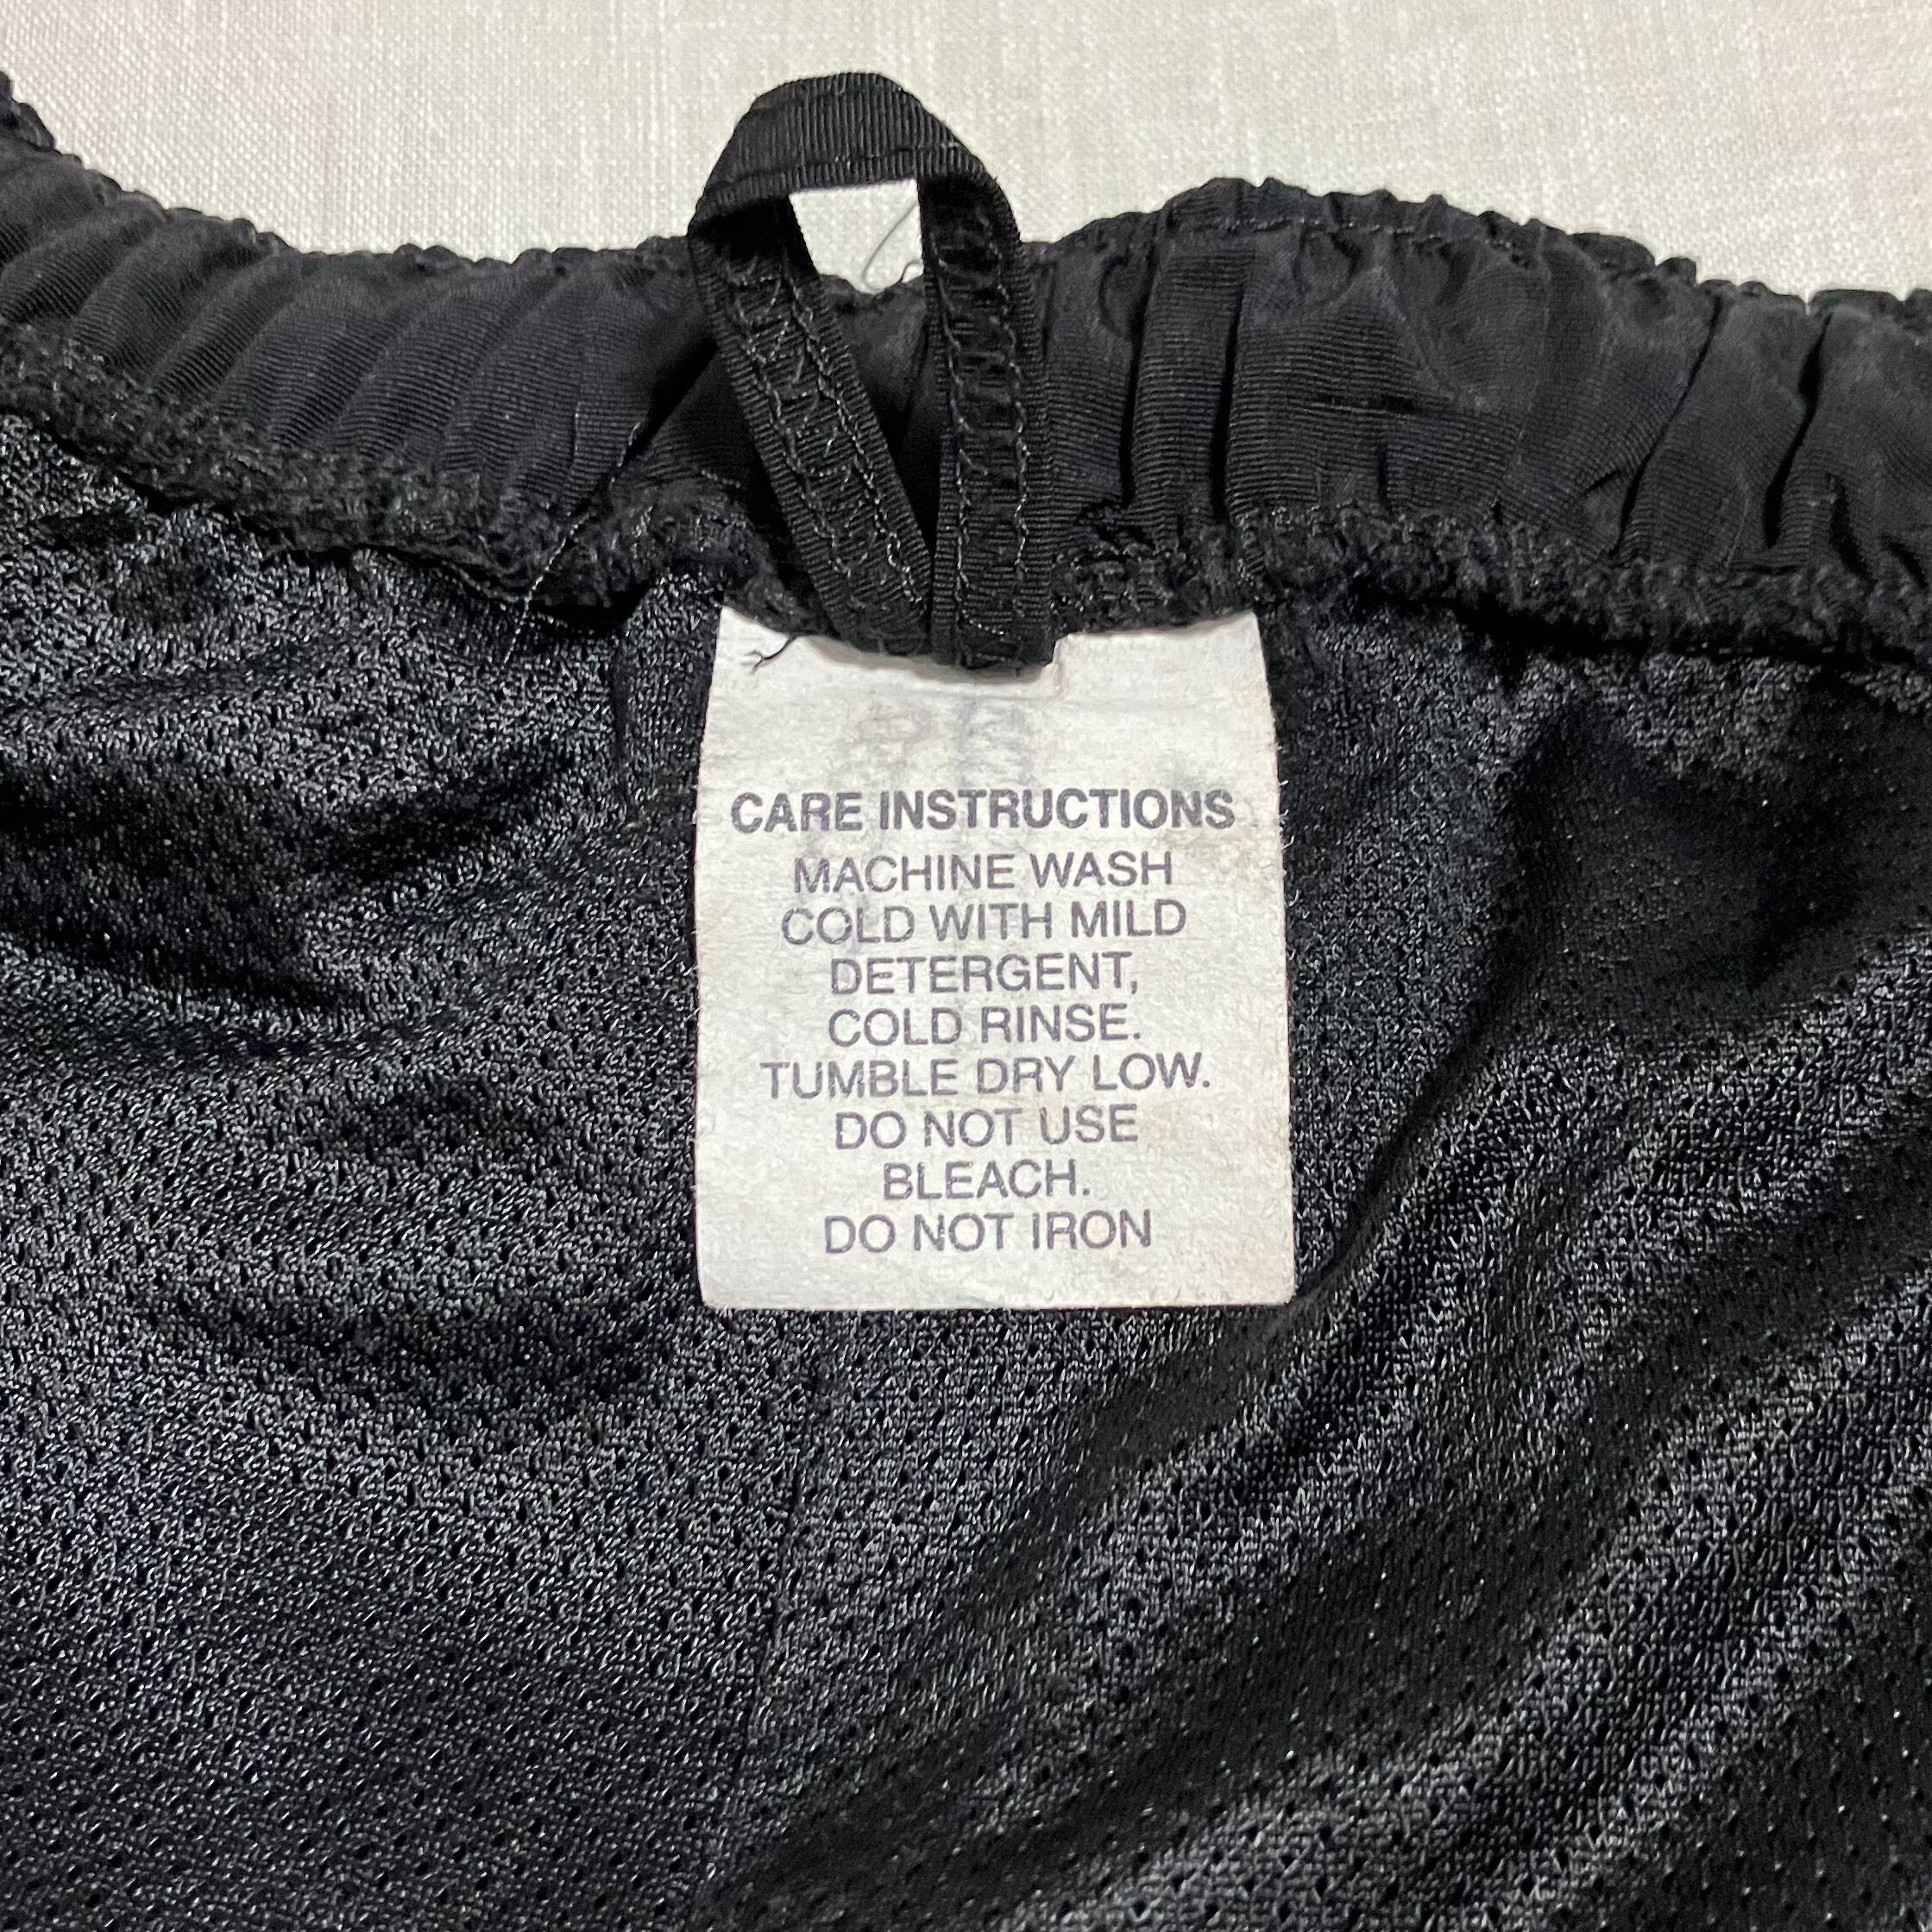 CARE INSTRUCTIONS
MACHINE WASH
COLD WITH MILD
DETERGENT,
COLD RINSE.
TUMBLE DRY LOW.
DO NOT USE
BLEACH.
DO NOT IRON